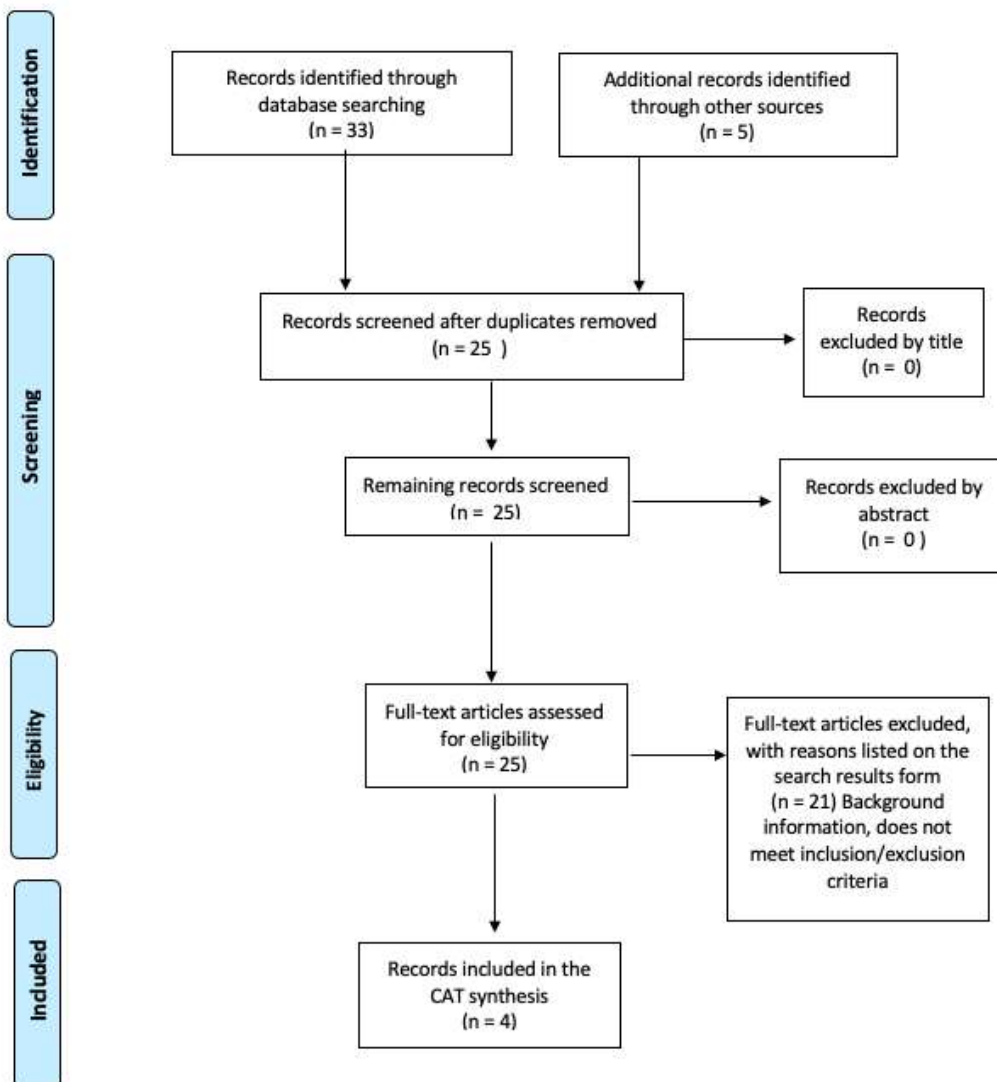 Identification
Records identified through
database searching
(n = 33)
Additional records identified
through other sources
(n = 5)
Screening
Records screened after duplicates removed
(n = 25 )
Records
excluded by title
(n = 0)
Remaining records screened
(n = 25)
Records excluded by
abstract
(n = 0 )
Eligibility
Full-text articles assessed
for eligibility
(n = 25)
Full-text articles excluded,
with reasons listed on the
search results form
(n = 21) Background
information, does not
meet inclusion/exclusion
criteria
Included
Records included in the
CAT synthesis
(n = 4)